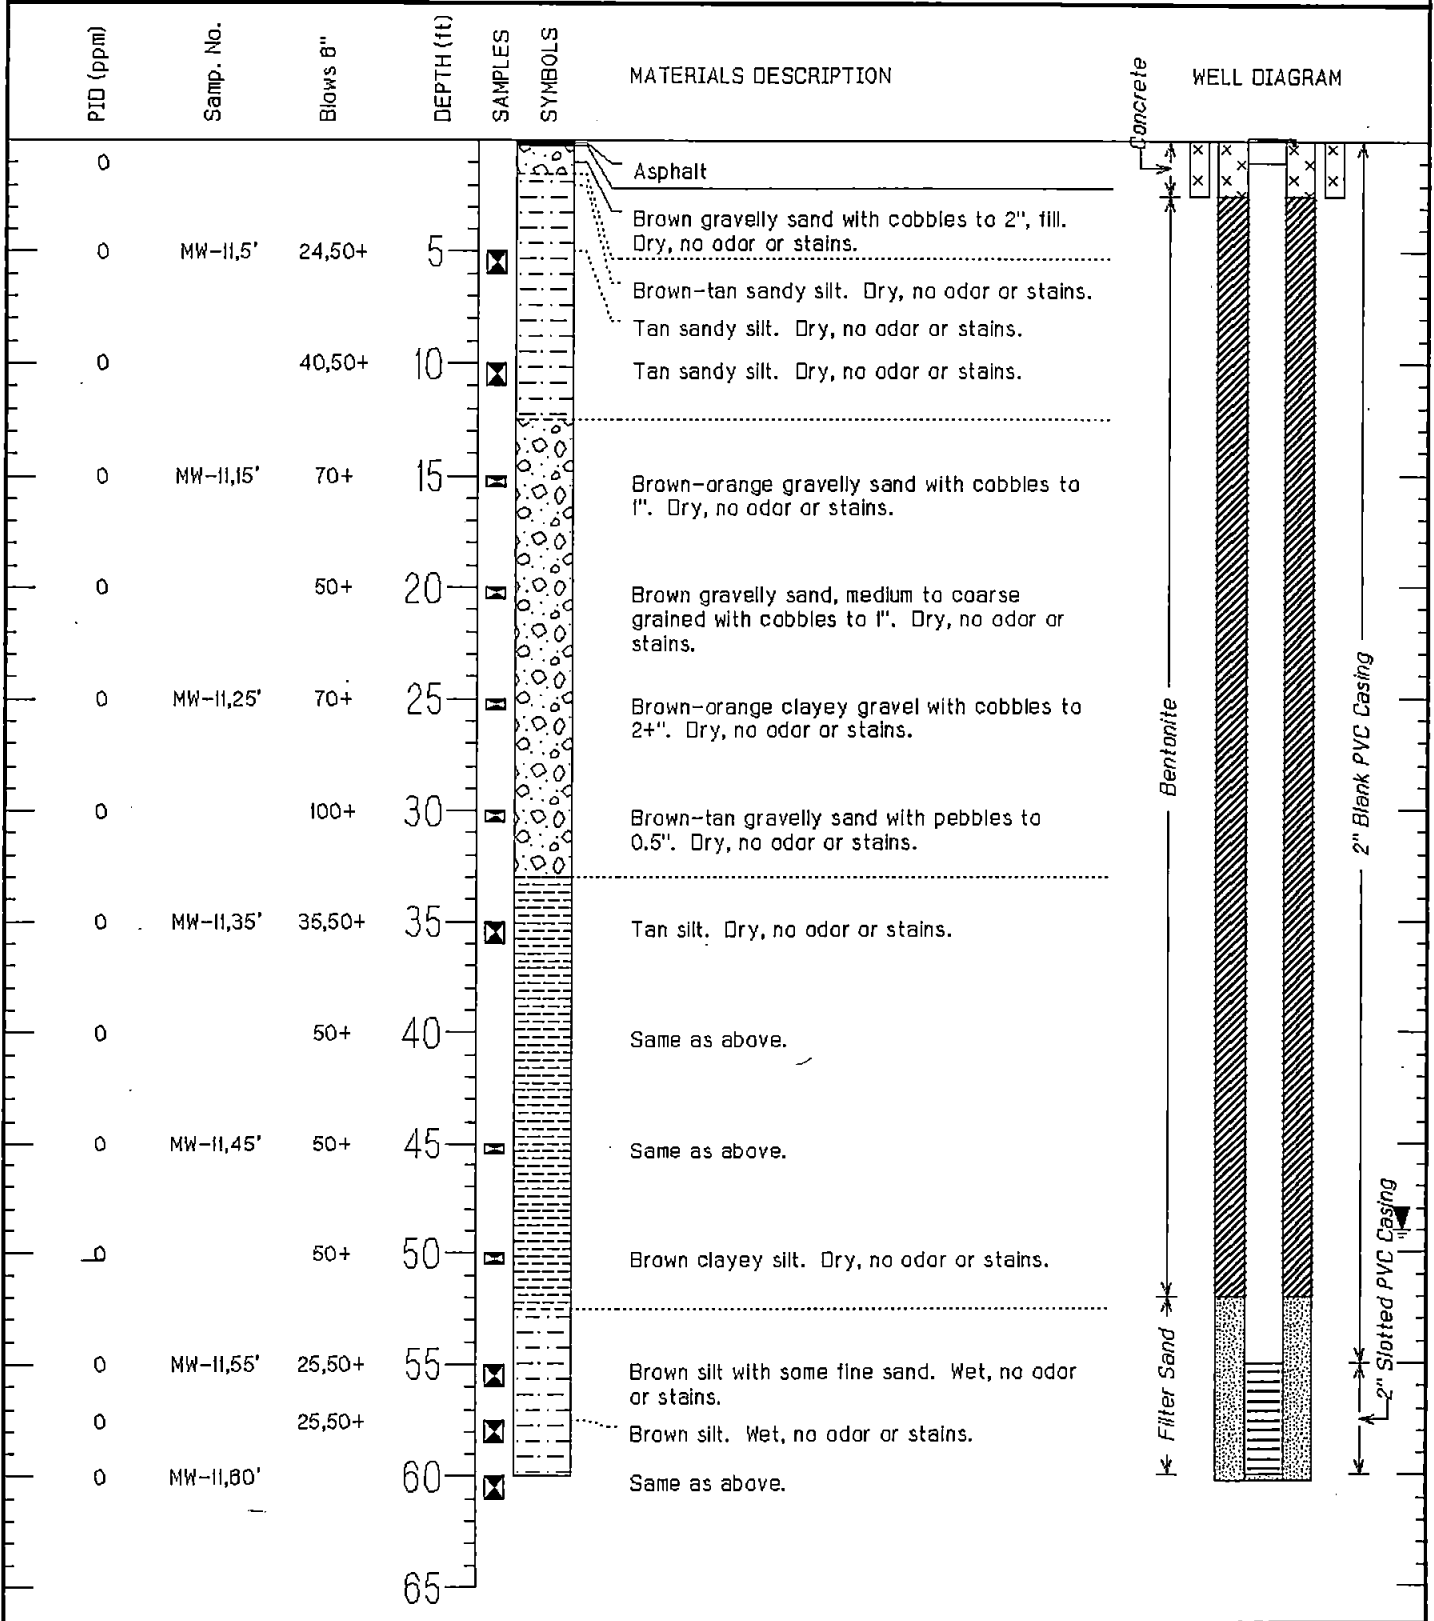 PID (ppm)
Samp. No.
Blows 6"
DEPTH (ft)
SAMPLES
SYMBOLS
MATERIALS DESCRIPTION
WELL DIAGRAM
Concrete
0
Asphalt
Brown gravelly sand with cobbles to 2", fill.
Dry, no odor or stains.
0 MW-11,5' 24,50+ 5
Brown-tan sandy silt. Dry, no odor or stains.
Tan sandy silt. Dry, no odor or stains.
0 40,50+ 10 Tan sandy silt. Dry, no odor or stains.
0 MW-11,15' 70+ 15 Brown-orange gravelly sand with cobbles to
1". Dry, no odor or stains.
0 50+ 20 Brown gravelly sand, medium to coarse
grained with cobbles to 1". Dry, no odor or
stains.
0 MW-11,25' 70+ 25 Brown-orange clayey gravel with cobbles to
2+". Dry, no odor or stains.
Bentonite
2" Blank PVC Casing
0 100+ 30 Brown-tan gravelly sand with pebbles to
0.5". Dry, no odor or stains.
0 MW-11,35' 35,50+ 35 Tan silt. Dry, no odor or stains.
0 50+ 40 Same as above.
0 MW-11,45' 50+ 45 Same as above.
0 50+ 50 Brown clayey silt. Dry, no odor or stains.
0 MW-11,55' 25,50+ 55 Brown silt with some fine sand. Wet, no odor
or stains.
Filter Sand
2" Slotted PVC Casing
0 25,50+ Brown silt. Wet, no odor or stains.
0 MW-11,60' 60 Same as above.
65